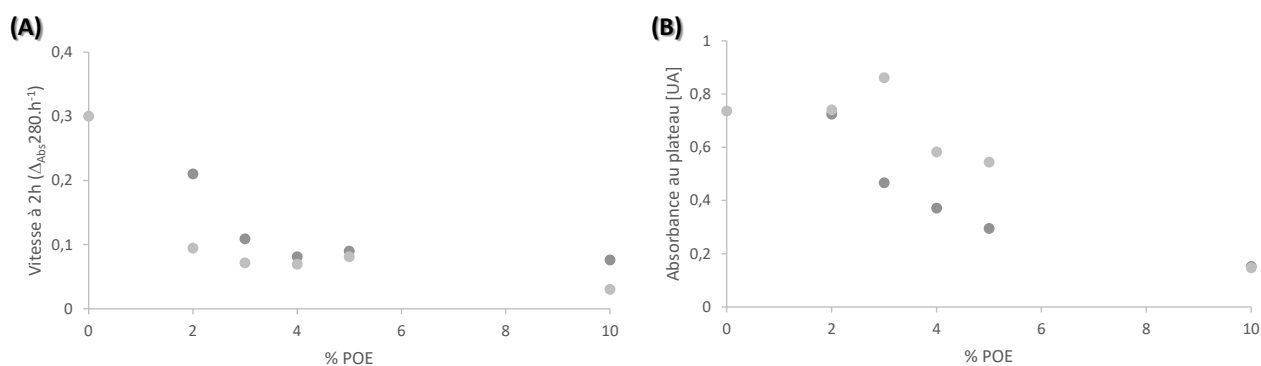 (A)
0,4
0,3
0,2
0,1
0
0 2 4 6 8 10
% POE
Vitesse à 2h (ΔAbs280.h-1)
(B)
1
0,8
0,6
0,4
0,2
0
0 2 4 6 8 10
% POE
Absorbance au plateau [UA]